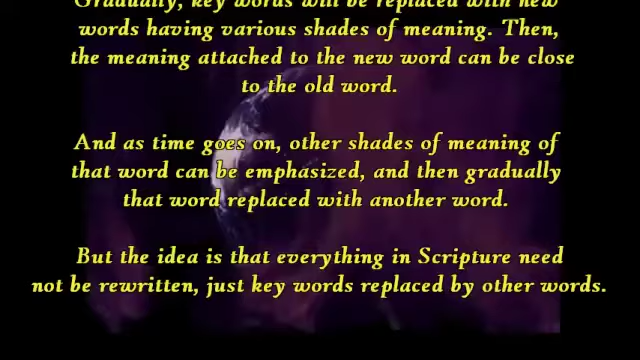 Gradually, key words will be replaced with new
words having various shades of meaning. Then,
the meaning attached to the new word can be close
to the old word.
And as time goes on, other shades of meaning of
that word can be emphasized, and then gradually
that word replaced with another word.
But the idea is that everything in Scripture need
not be rewritten, just key words replaced by other words.